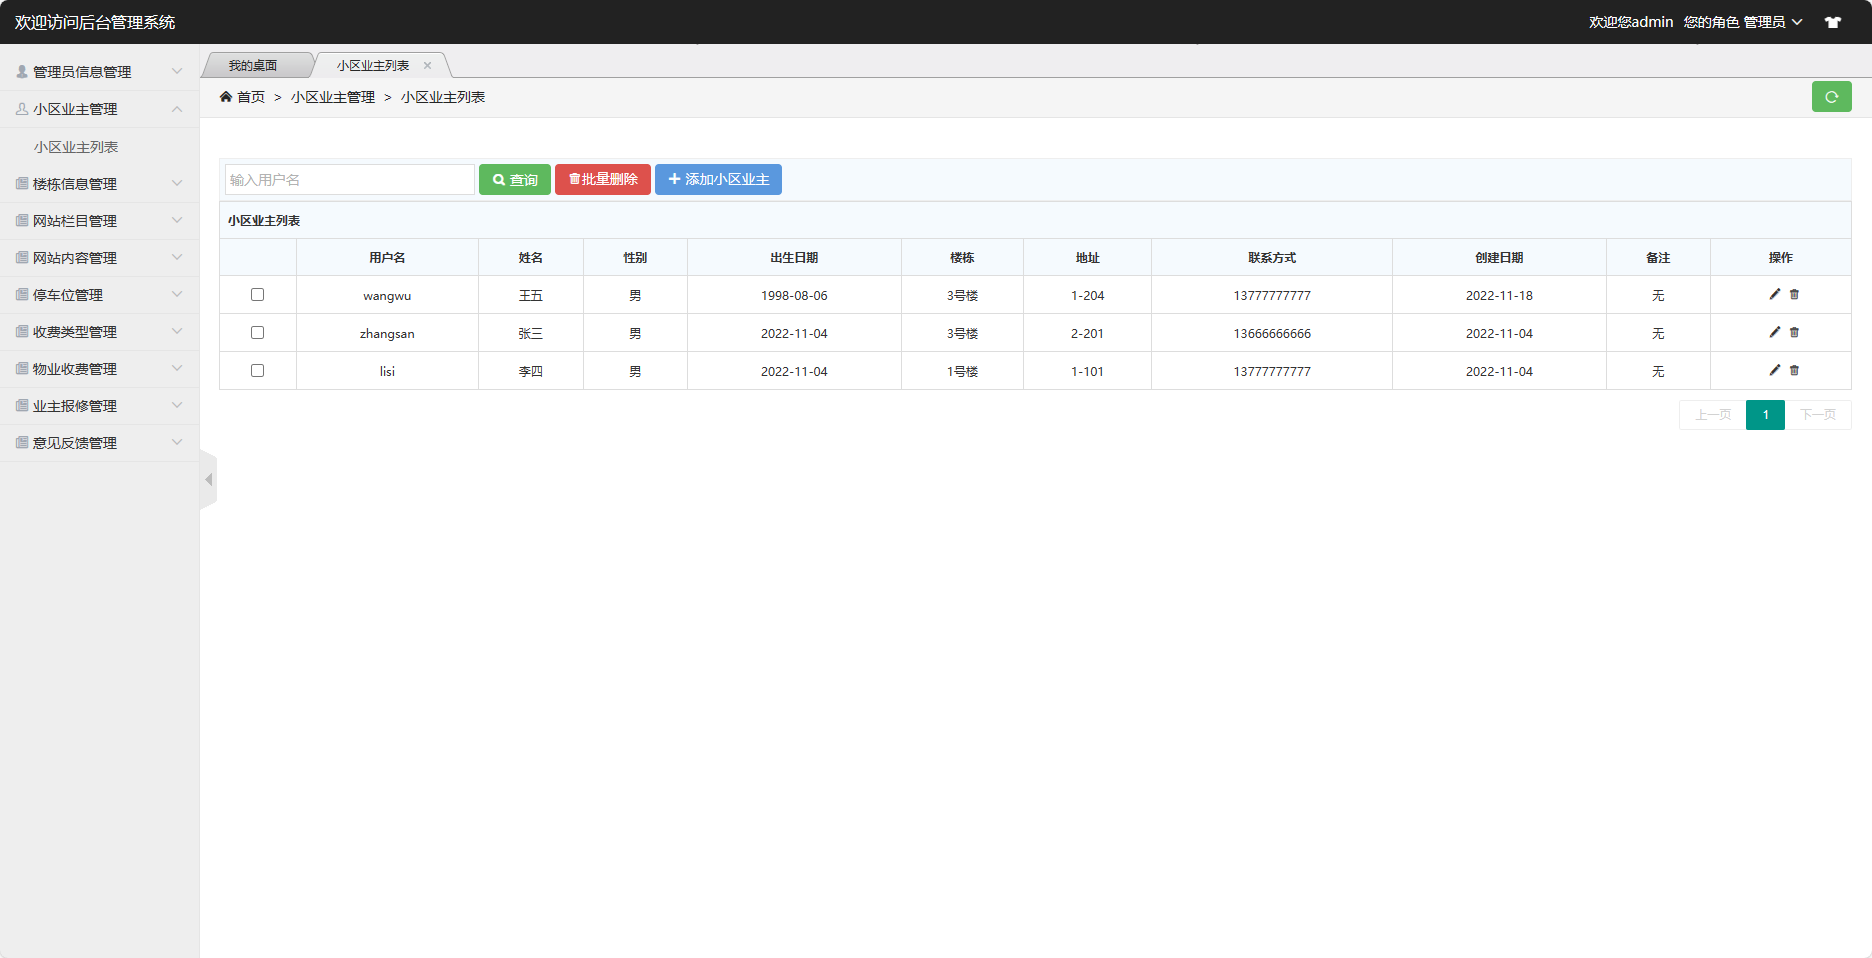 欢迎访问后台管理系统
欢迎您admin 您的角色 管理员
管理员信息管理
小区业主管理
小区业主列表
楼栋信息管理
网站栏目管理
网站内容管理
停车位管理
收费类型管理
物业收费管理
业主报修管理
意见反馈管理
我的桌面 小区业主列表
首页 > 小区业主管理 > 小区业主列表
输入用户名 查询 批量删除 添加小区业主
小区业主列表
用户名 姓名 性别 出生日期 楼栋 地址 联系方式 创建日期 备注 操作
wangwu 王五 男 1998-08-06 3号楼 1-204 13777777777 2022-11-18 无
zhangsan 张三 男 2022-11-04 3号楼 2-201 13666666666 2022-11-04 无
lisi 李四 男 2022-11-04 1号楼 1-101 13777777777 2022-11-04 无
上一页 1 下一页